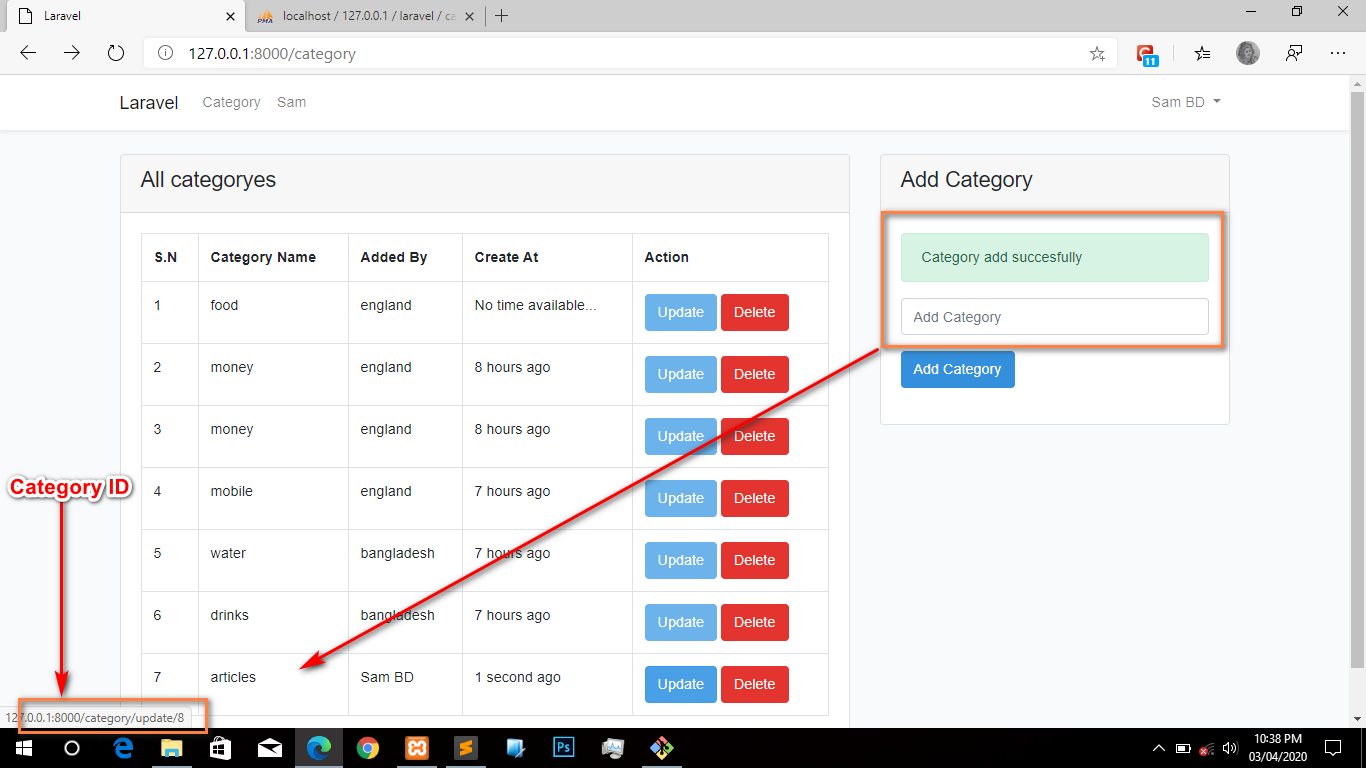 Laravel
localhost / 127.0.0.1 / laravel / ca
127.0.0.1:8000/category
11
Laravel Category Sam Sam BD
All categoryes
S.N Category Name Added By Create At Action
1 food england No time available... Update Delete
2 money england 8 hours ago Update Delete
3 money england 8 hours ago Update Delete
4 mobile england 7 hours ago Update Delete
5 water bangladesh 7 hours ago Update Delete
6 drinks bangladesh 7 hours ago Update Delete
7 articles Sam BD 1 second ago Update Delete
Add Category
Category add succesfully
Add Category
Add Category
Category ID
127.0.0.1:8000/category/update/8
Ps
10:38 PM
03/04/2020